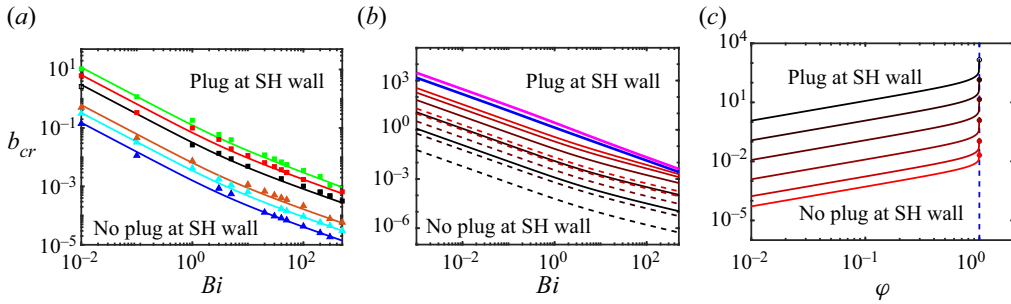 (a)
10^1
10^−1
b_cr
10^−3
10^−5
Plug at SH wall
No plug at SH wall
10^−2
10^0
10^2
Bi
(b)
10^3
10^0
10^−3
10^−6
Plug at SH wall
No plug at SH wall
10^−2
10^0
10^2
Bi
(c)
10^4
10^1
10^−2
10^−5
Plug at SH wall
No plug at SH wall
10^−2
10^−1
10^0
φ